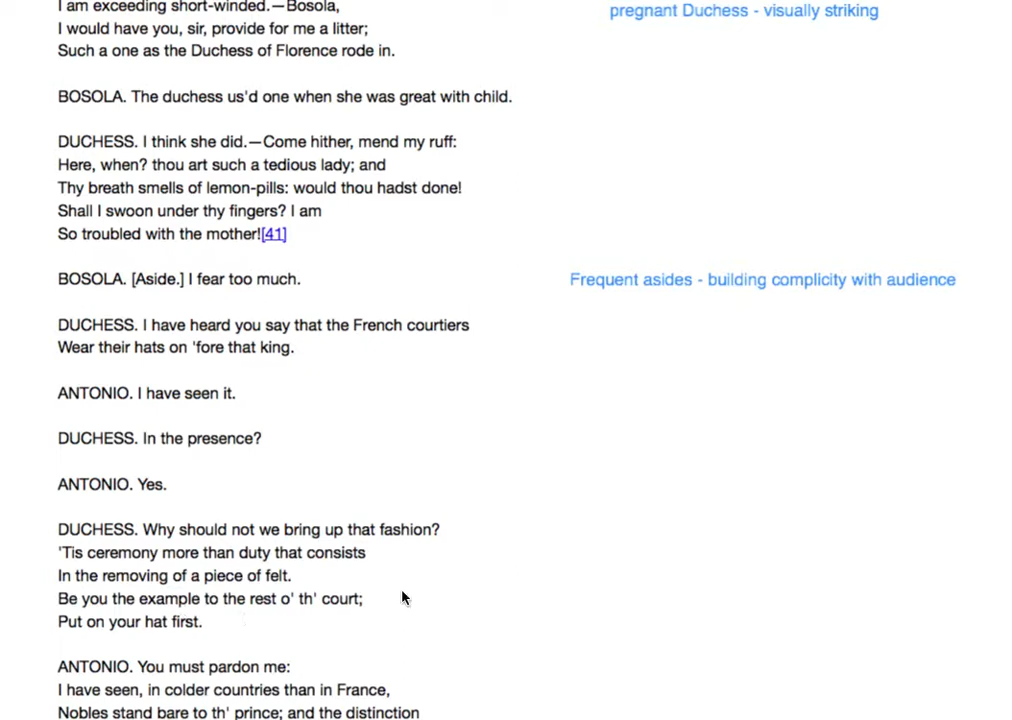 I am exceeding short-winded.—Bosola,
pregnant Duchess - visually striking
I would have you, sir, provide for me a litter;
Such a one as the Duchess of Florence rode in.
BOSOLA. The duchess us'd one when she was great with child.
DUCHESS. I think she did.—Come hither, mend my ruff:
Here, when? thou art such a tedious lady; and
Thy breath smells of lemon-pills: would thou hadst done!
Shall I swoon under thy fingers? I am
So troubled with the mother![41]
BOSOLA. [Aside.] I fear too much.
Frequent asides - building complicity with audience
DUCHESS. I have heard you say that the French courtiers
Wear their hats on 'fore that king.
ANTONIO. I have seen it.
DUCHESS. In the presence?
ANTONIO. Yes.
DUCHESS. Why should not we bring up that fashion?
'Tis ceremony more than duty that consists
In the removing of a piece of felt.
Be you the example to the rest o' th' court;
Put on your hat first.
ANTONIO. You must pardon me:
I have seen, in colder countries than in France,
Nobles stand bare to th' prince; and the distinction